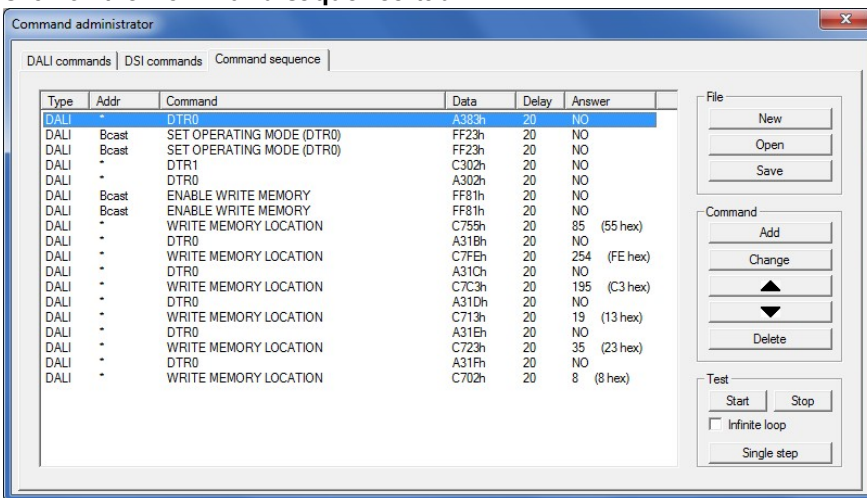 Command administrator
DALI commands DSI commands Command sequence
Type Addr Command Data Delay Answer
DALI * DTR0 A383h 20 NO
DALI Bcast SET OPERATING MODE (DTR0) FF23h 20 NO
DALI Bcast SET OPERATING MODE (DTR0) FF23h 20 NO
DALI * DTR1 C302h 20 NO
DALI * DTR0 A302h 20 NO
DALI Bcast ENABLE WRITE MEMORY FF81h 20 NO
DALI Bcast ENABLE WRITE MEMORY FF81h 20 NO
DALI * WRITE MEMORY LOCATION C755h 20 85 (55 hex)
DALI * DTR0 A31Bh 20 NO
DALI * WRITE MEMORY LOCATION C7FEh 20 254 (FE hex)
DALI * DTR0 A31Ch 20 NO
DALI * WRITE MEMORY LOCATION C7C3h 20 195 (C3 hex)
DALI * DTR0 A31Dh 20 NO
DALI * WRITE MEMORY LOCATION C713h 20 19 (13 hex)
DALI * DTR0 A31Eh 20 NO
DALI * WRITE MEMORY LOCATION C723h 20 35 (23 hex)
DALI * DTR0 A31Fh 20 NO
DALI * WRITE MEMORY LOCATION C702h 20 8 (8 hex)
File
New
Open
Save
Command
Add
Change
Delete
Test
Start Stop
Infinite loop
Single step